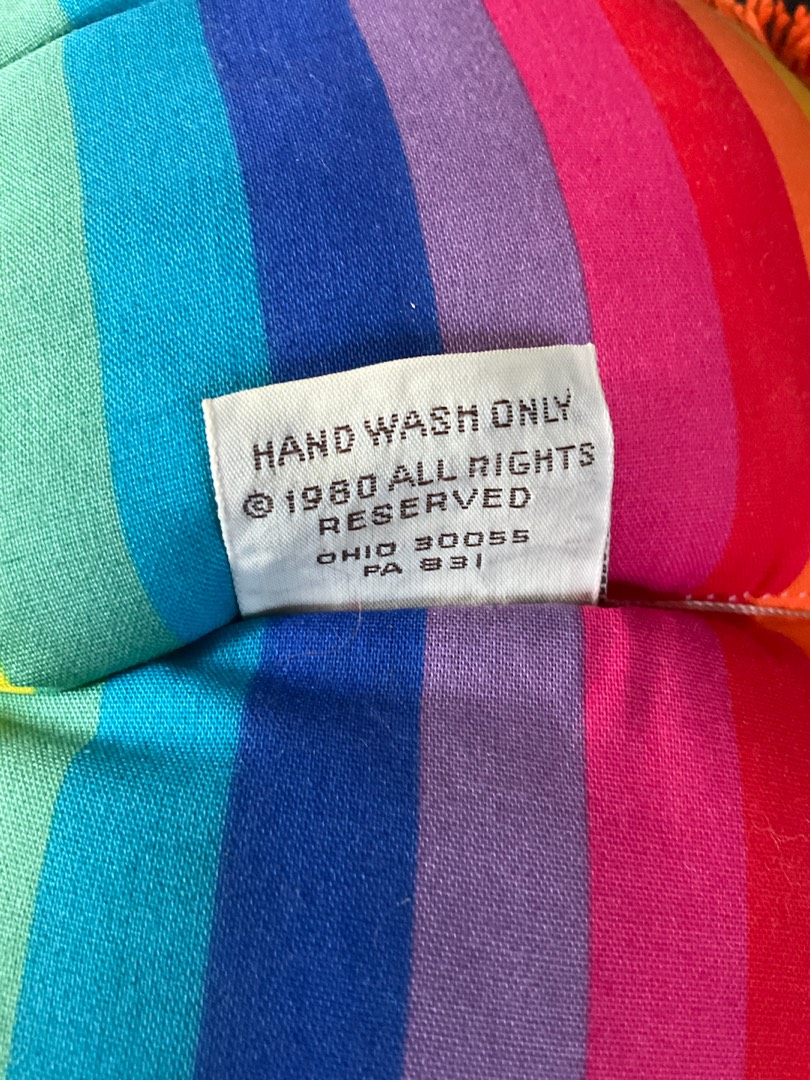 HAND WASH ONLY
© 1980 ALL RIGHTS
RESERVED
OHIO 30055
PA 831